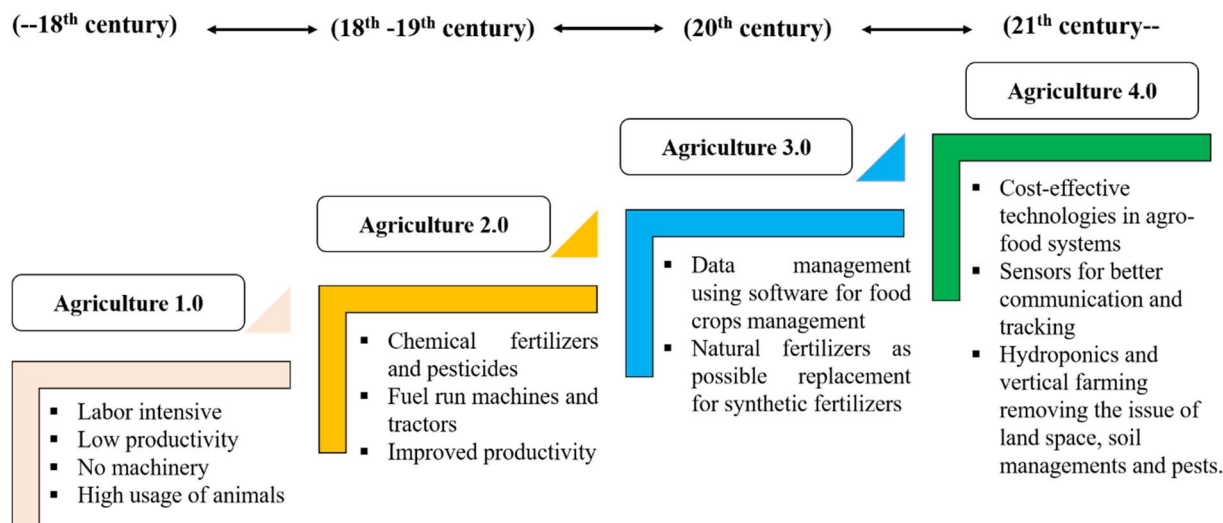 (--18th century)
(18th -19th century)
(20th century)
(21th century--
Agriculture 1.0
▪ Labor intensive
▪ Low productivity
▪ No machinery
▪ High usage of animals
Agriculture 2.0
▪ Chemical fertilizers
and pesticides
▪ Fuel run machines and
tractors
▪ Improved productivity
Agriculture 3.0
▪ Data management
using software for food
crops management
▪ Natural fertilizers as
possible replacement
for synthetic fertilizers
Agriculture 4.0
▪ Cost-effective
technologies in agro-
food systems
▪ Sensors for better
communication and
tracking
▪ Hydroponics and
vertical farming
removing the issue of
land space, soil
managements and pests.